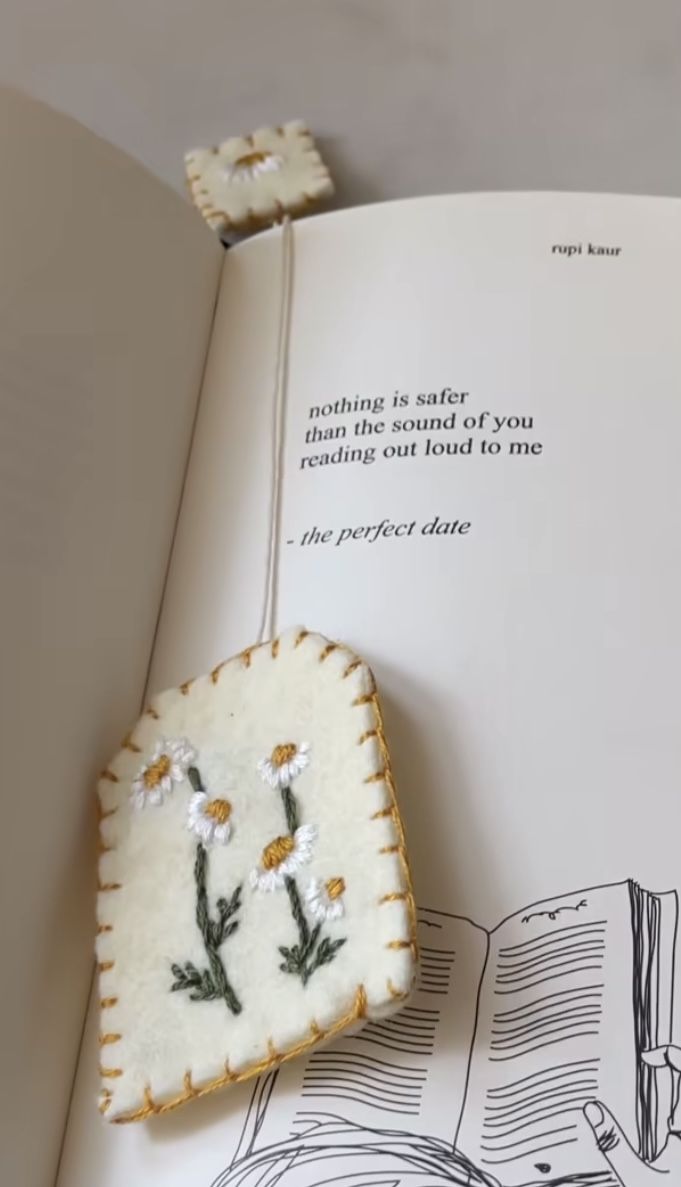 rupi kaur
nothing is safer
than the sound of you
reading out loud to me
- the perfect date